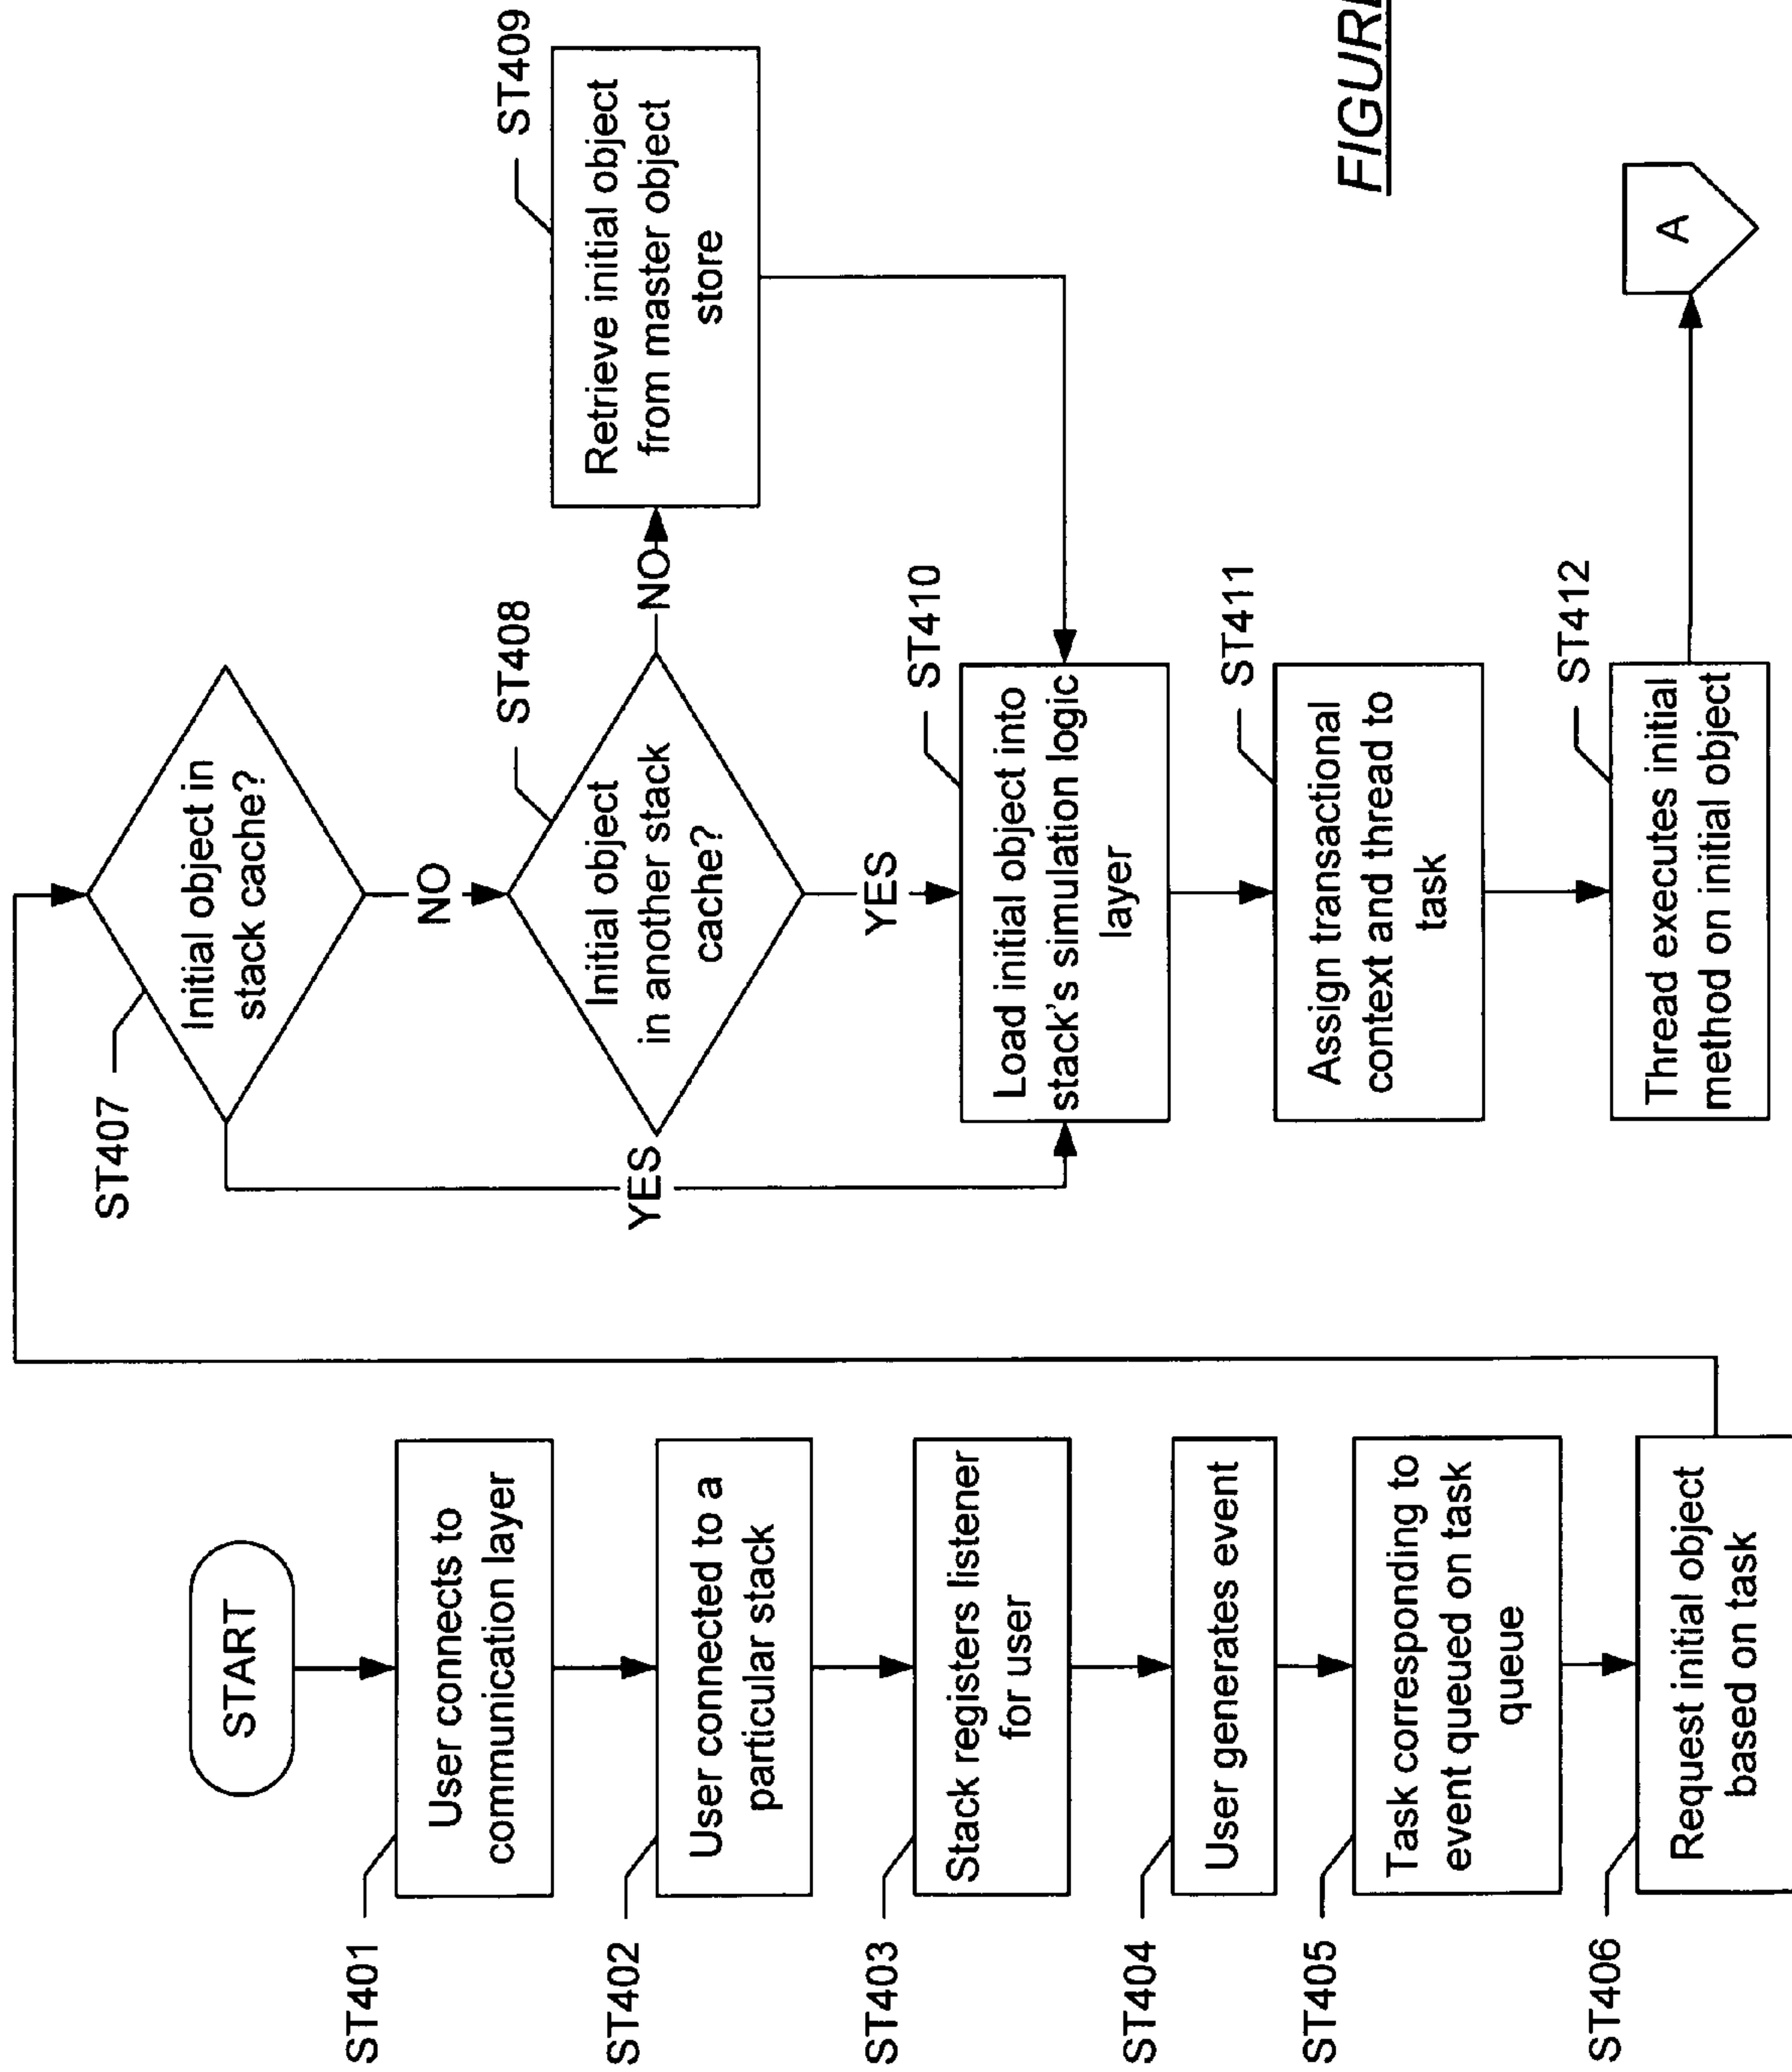 START
ST401
User connects to
communication layer
ST402
User connected to a
particular stack
ST403
Stack registers listener
for user
ST404
User generates event
ST405
Task corresponding to
event queued on task
queue
ST406
Request initial object
based on task
ST407
Initial object in
stack cache?
NO
YES
ST408
Initial object
in another stack
cache?
NO
YES
ST409
Retrieve initial object
from master object
store
ST410
Load initial object into
stack's simulation logic
layer
ST411
Assign transactional
context and thread to
task
ST412
Thread executes initial
method on initial object
A